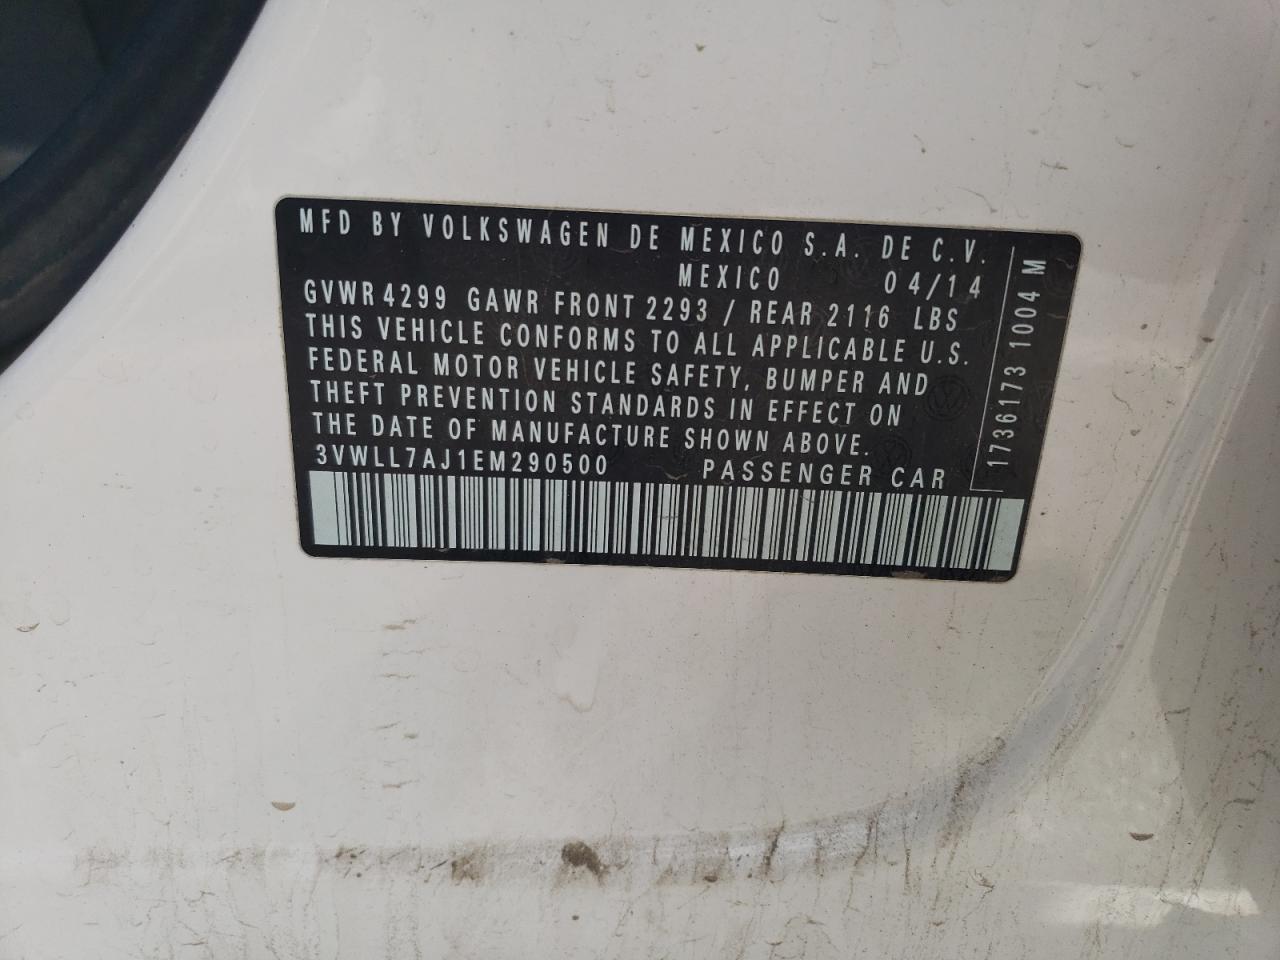 MFD BY VOLKSWAGEN DE MEXICO S.A. DE C.V.
MEXICO 04/14
GVWR 4299 GAWR FRONT 2293 / REAR 2116 LBS
THIS VEHICLE CONFORMS TO ALL APPLICABLE U.S.
FEDERAL MOTOR VEHICLE SAFETY, BUMPER AND
THEFT PREVENTION STANDARDS IN EFFECT ON
THE DATE OF MANUFACTURE SHOWN ABOVE.
3VWLL7AJ1EM290500 PASSENGER CAR
1736173 1004 M